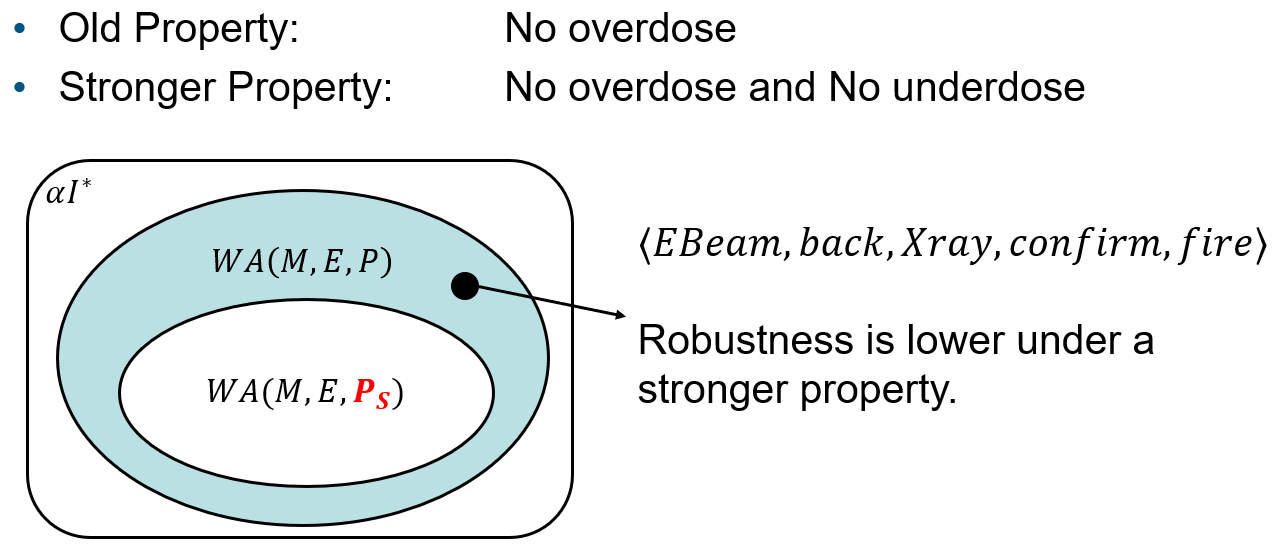 • Old Property: No overdose
• Stronger Property: No overdose and No underdose
αI*
WA(M, E, P)
⟨EBeam, back, Xray, confirm, fire⟩
Robustness is lower under a
stronger property.
WA(M, E, P_S)